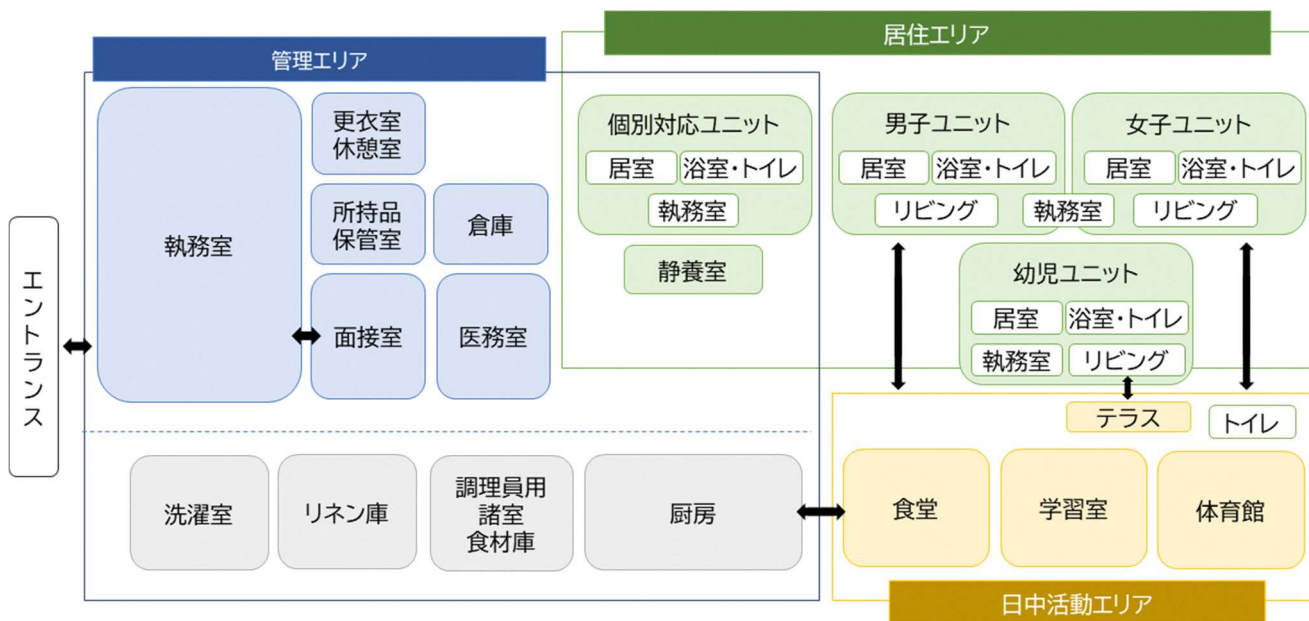 居住エリア
管理エリア
執務室
更衣室
休憩室
所持品
保管室
倉庫
面接室
医務室
エントランス
個別対応ユニット
居室
浴室・トイレ
執務室
静養室
男子ユニット
居室
浴室・トイレ
リビング
執務室
女子ユニット
居室
浴室・トイレ
リビング
幼児ユニット
居室
浴室・トイレ
執務室
リビング
テラス
トイレ
洗濯室
リネン庫
調理員用
諸室
食材庫
厨房
食堂
学習室
体育館
日中活動エリア